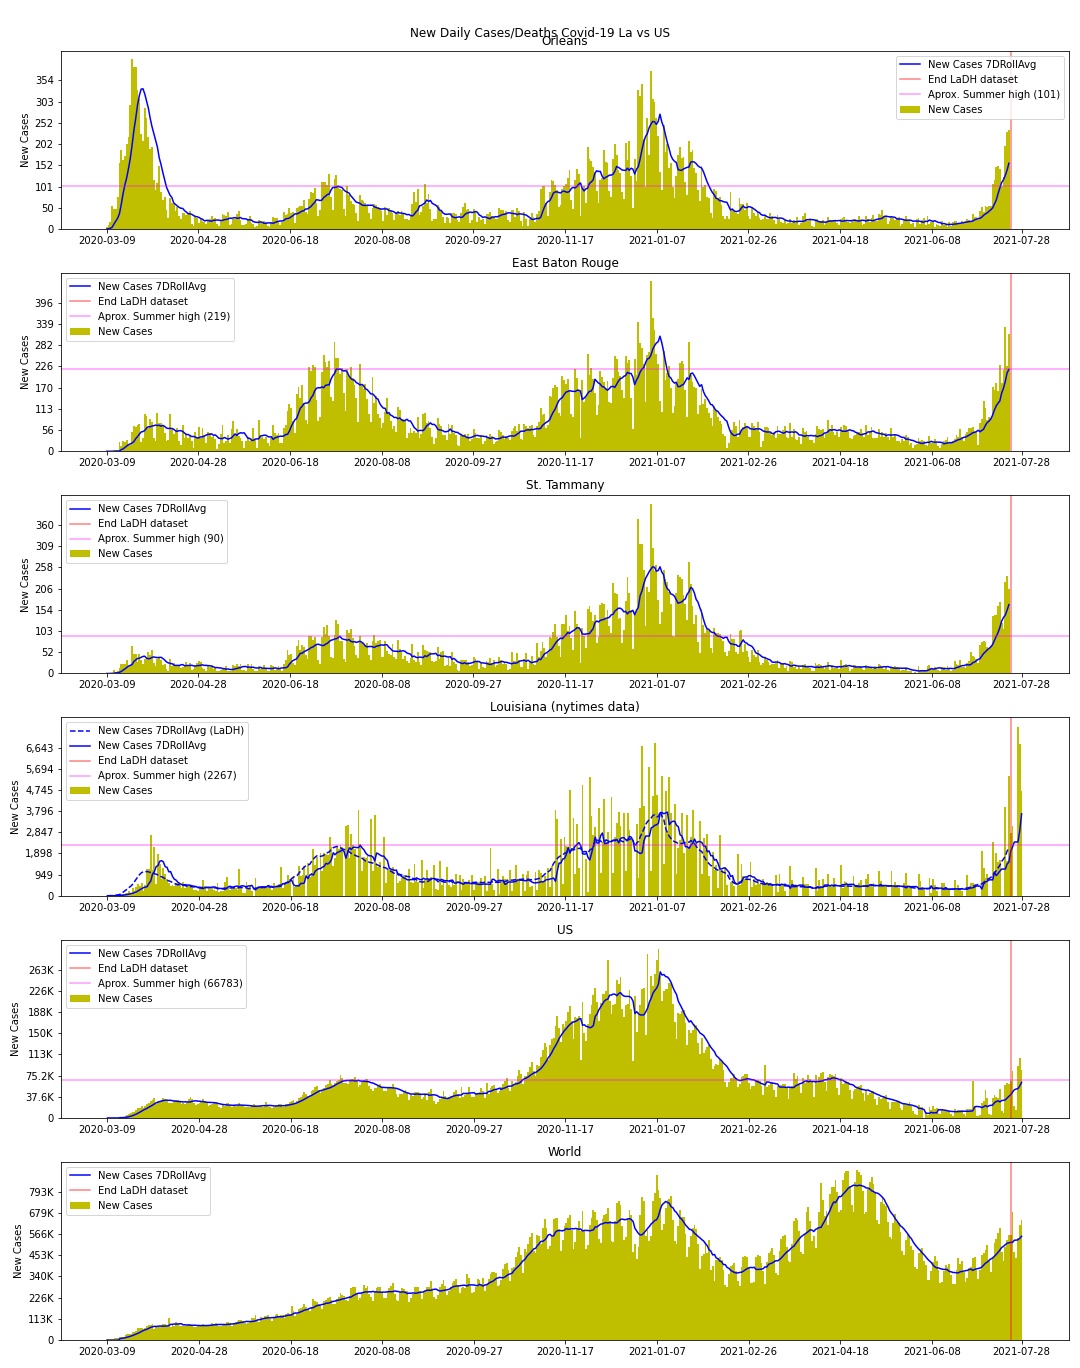 New Daily Cases/Deaths Covid-19 La vs US
Orleans
New Cases
354
303
252
202
152
101
50
0
New Cases 7DRollAvg
End LaDH dataset
Aprox. Summer high (101)
New Cases
2020-03-09 2020-04-28 2020-06-18 2020-08-08 2020-09-27 2020-11-17 2021-01-07 2021-02-26 2021-04-18 2021-06-08 2021-07-28
East Baton Rouge
New Cases
396
339
282
226
170
113
56
0
New Cases 7DRollAvg
End LaDH dataset
Aprox. Summer high (219)
New Cases
2020-03-09 2020-04-28 2020-06-18 2020-08-08 2020-09-27 2020-11-17 2021-01-07 2021-02-26 2021-04-18 2021-06-08 2021-07-28
St. Tammany
New Cases
360
309
258
206
154
103
52
0
New Cases 7DRollAvg
End LaDH dataset
Aprox. Summer high (90)
New Cases
2020-03-09 2020-04-28 2020-06-18 2020-08-08 2020-09-27 2020-11-17 2021-01-07 2021-02-26 2021-04-18 2021-06-08 2021-07-28
Louisiana (nytimes data)
New Cases
6,643
5,694
4,745
3,796
2,847
1,898
949
0
New Cases 7DRollAvg (LaDH)
New Cases 7DRollAvg
End LaDH dataset
Aprox. Summer high (2267)
New Cases
2020-03-09 2020-04-28 2020-06-18 2020-08-08 2020-09-27 2020-11-17 2021-01-07 2021-02-26 2021-04-18 2021-06-08 2021-07-28
US
New Cases
263K
226K
188K
150K
113K
75.2K
37.6K
0
New Cases 7DRollAvg
End LaDH dataset
Aprox. Summer high (66783)
New Cases
2020-03-09 2020-04-28 2020-06-18 2020-08-08 2020-09-27 2020-11-17 2021-01-07 2021-02-26 2021-04-18 2021-06-08 2021-07-28
World
New Cases
793K
679K
566K
453K
340K
226K
113K
0
New Cases 7DRollAvg
End LaDH dataset
New Cases
2020-03-09 2020-04-28 2020-06-18 2020-08-08 2020-09-27 2020-11-17 2021-01-07 2021-02-26 2021-04-18 2021-06-08 2021-07-28